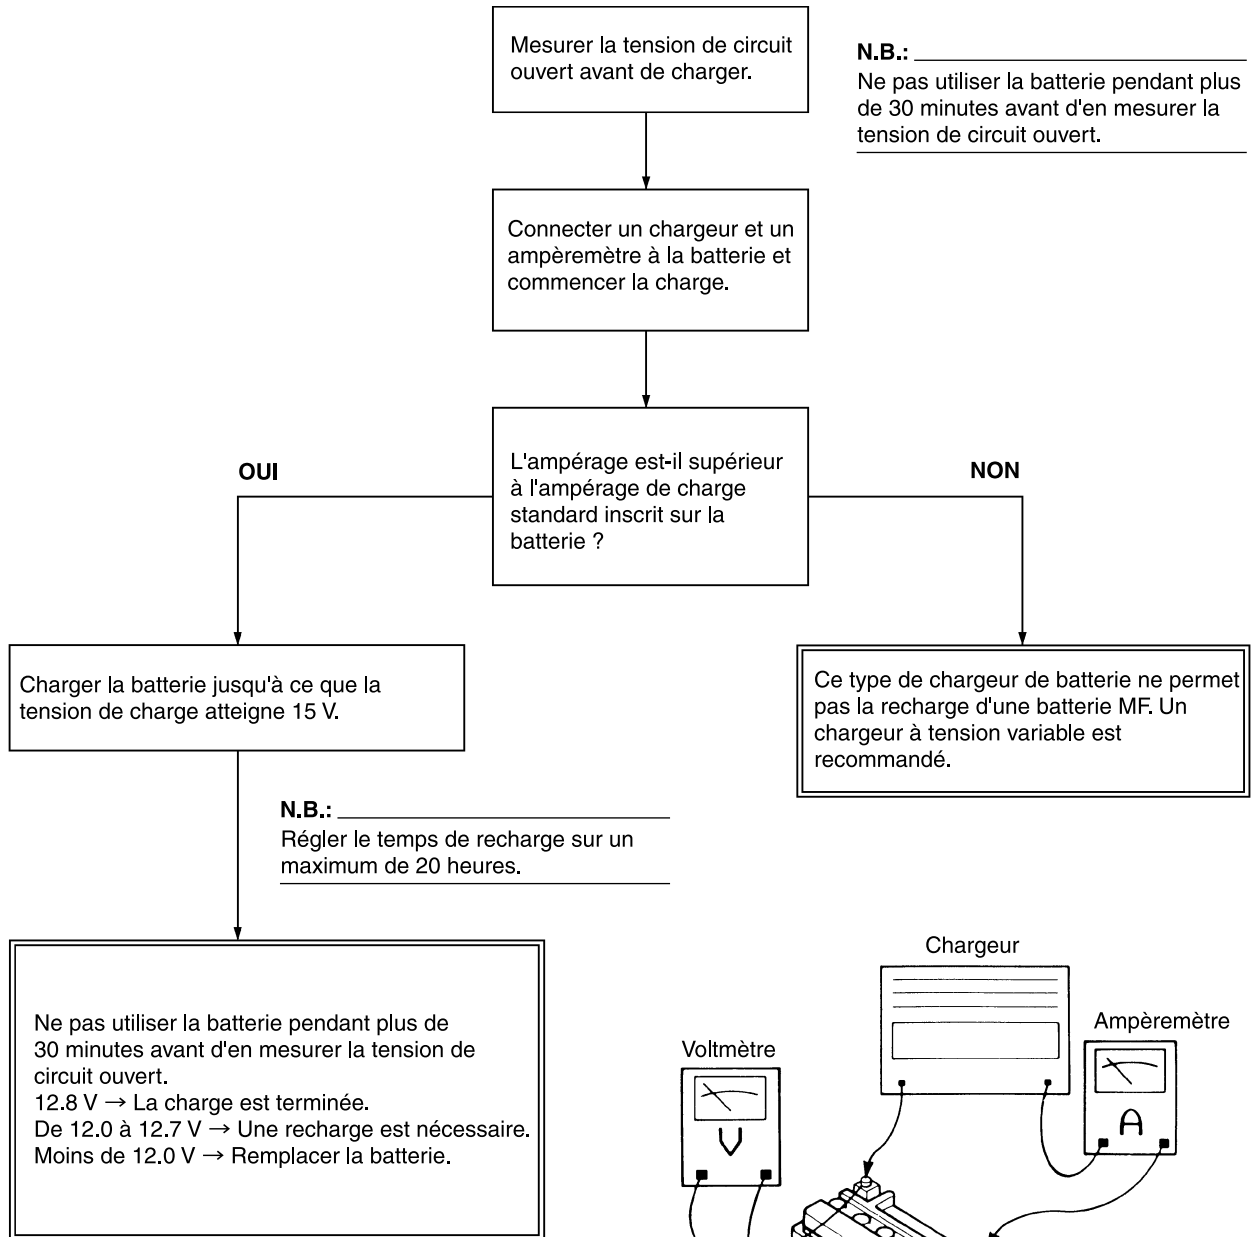 Mesurer la tension de circuit
ouvert avant de charger.
N.B.:
Ne pas utiliser la batterie pendant plus
de 30 minutes avant d'en mesurer la
tension de circuit ouvert.
Connecter un chargeur et un
ampèremètre à la batterie et
commencer la charge.
L'ampérage est-il supérieur
à l'ampérage de charge
standard inscrit sur la
batterie ?
OUI
NON
Charger la batterie jusqu'à ce que la
tension de charge atteigne 15 V.
Ce type de chargeur de batterie ne permet
pas la recharge d'une batterie MF. Un
chargeur à tension variable est
recommandé.
N.B.:
Régler le temps de recharge sur un
maximum de 20 heures.
Ne pas utiliser la batterie pendant plus de
30 minutes avant d'en mesurer la tension de
circuit ouvert.
12.8 V → La charge est terminée.
De 12.0 à 12.7 V → Une recharge est nécessaire.
Moins de 12.0 V → Remplacer la batterie.
Chargeur
Ampèremètre
Voltmètre
A
V